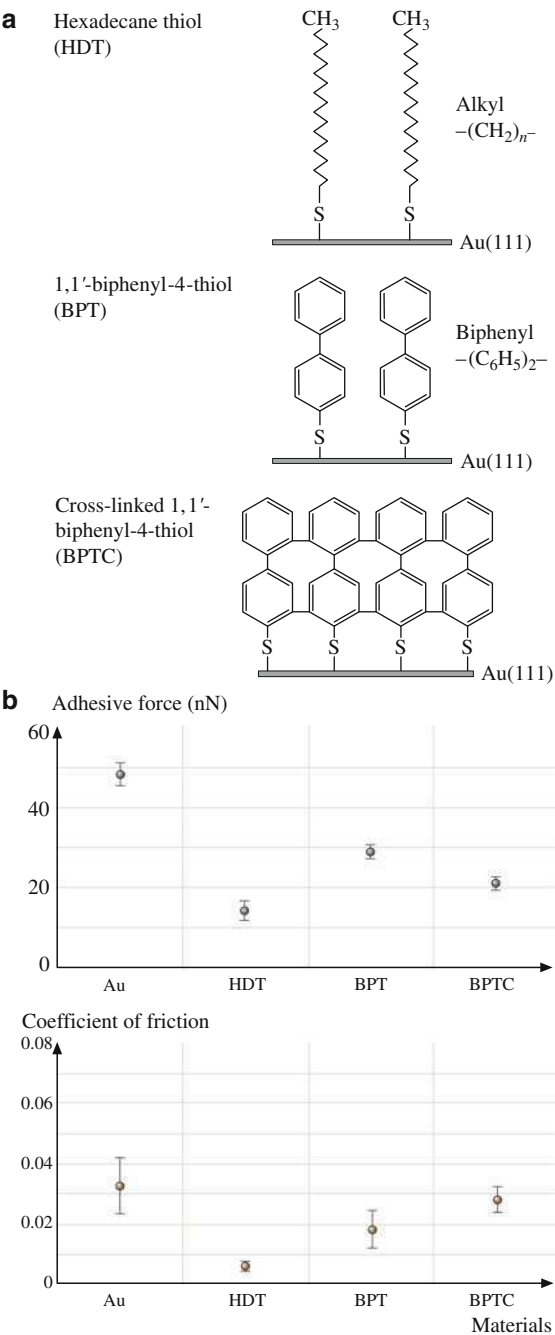 a
Hexadecane thiol
(HDT)
CH₃ CH₃
Alkyl
–(CH₂)ₙ–
S S
Au(111)
1,1′-biphenyl-4-thiol
(BPT)
Biphenyl
–(C₆H₅)₂–
S S
Au(111)
Cross-linked 1,1′-
biphenyl-4-thiol
(BPTC)
S S S S
Au(111)
b
Adhesive force (nN)
60
40
20
0
Au HDT BPT BPTC
Coefficient of friction
0.08
0.06
0.04
0.02
0
Au HDT BPT BPTC
Materials